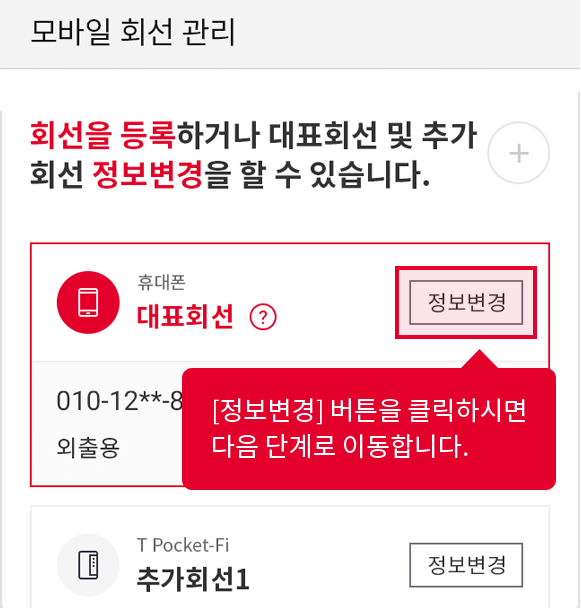 모바일 회선 관리
회선을 등록하거나 대표회선 및 추가
회선 정보변경을 할 수 있습니다.
휴대폰
대표회선 ?
정보변경
010-12**-8
외출용
[정보변경] 버튼을 클릭하시면
다음 단계로 이동합니다.
T Pocket-Fi
추가회선1
정보변경